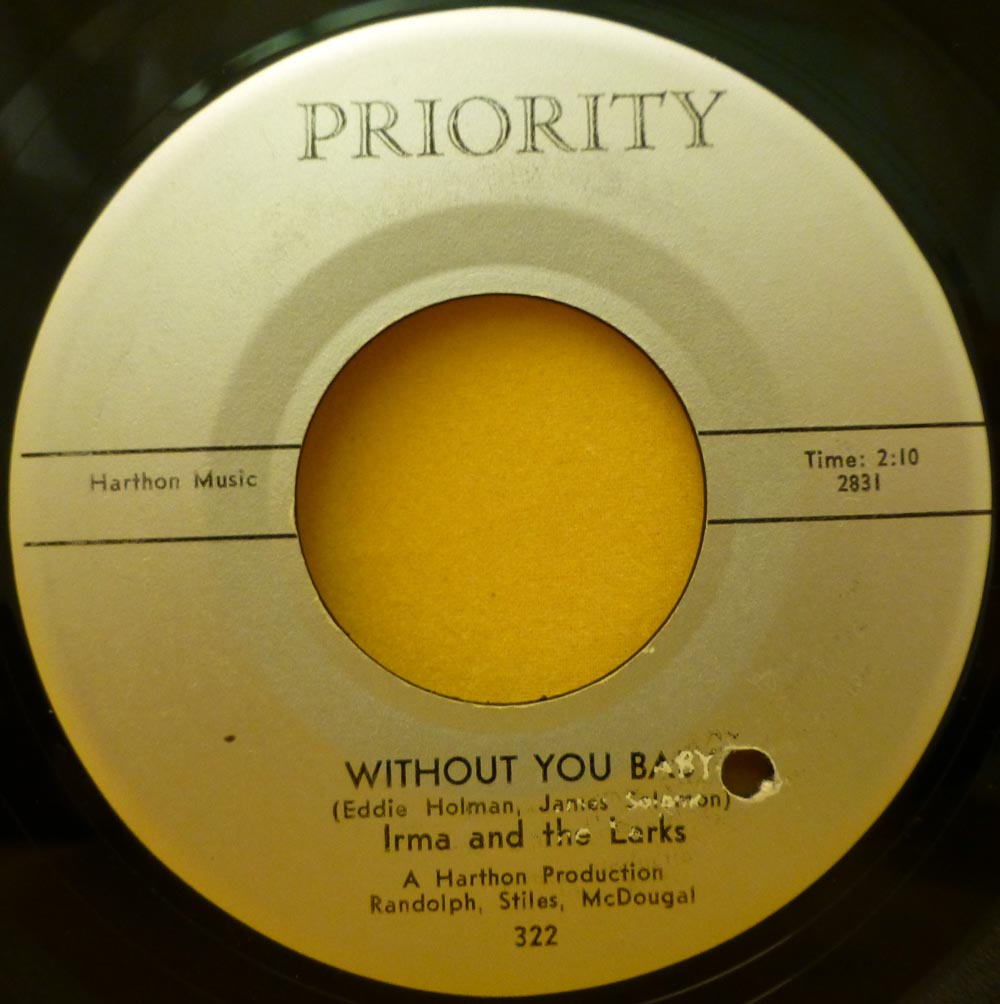 PRIORITY
Harthon Music
Time: 2:10
2831
WITHOUT YOU BABY
(Eddie Holman, James Solomon)
Irma and the Larks
A Harthon Production
Randolph, Stiles, McDougal
322